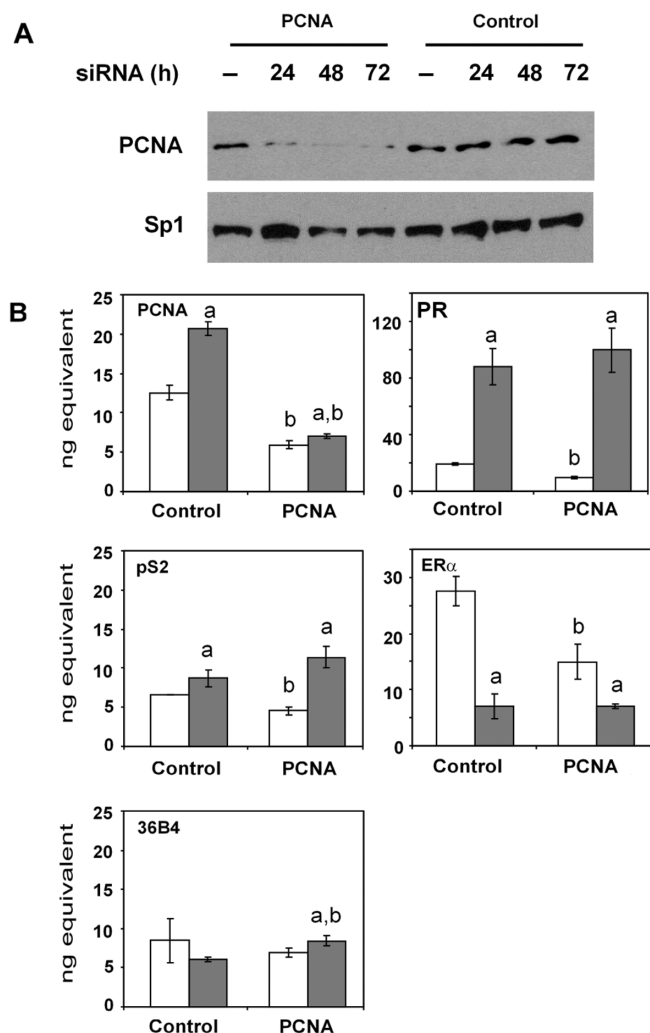 A
PCNA Control
siRNA (h) – 24 48 72 – 24 48 72
PCNA
Sp1
B
ng equivalent
25
20
15
10
5
0
PCNA
a
b
a,b
Control PCNA
120
80
40
20
0
PR
a
b
a
Control PCNA
ng equivalent
25
20
15
10
5
0
pS2
a
b
a
Control PCNA
30
20
10
0
ERα
a
b
a
Control PCNA
ng equivalent
25
20
15
10
5
0
36B4
a,b
Control PCNA